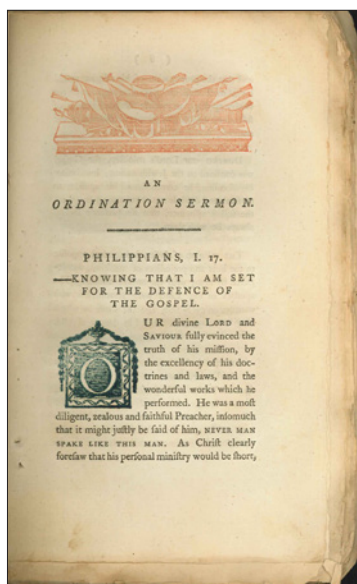 AN
ORDINATION SERMON.
PHILIPPIANS, I. 17.
—KNOWING THAT I AM SET
FOR THE DEFENCE OF
THE GOSPEL.
OUR divine LORD and
SAVIOUR fully evinced the
truth of his miſſion, by
the excellency of his doc-
trines and laws, and the
wonderful works which he
performed. He was a moſt
diligent, zealous and faithful Preacher, inſomuch
that it might juſtly be ſaid of him, NEVER MAN
SPAKE LIKE THIS MAN. As Chriſt clearly
foreſaw that his perſonal miniſtry would be ſhort,